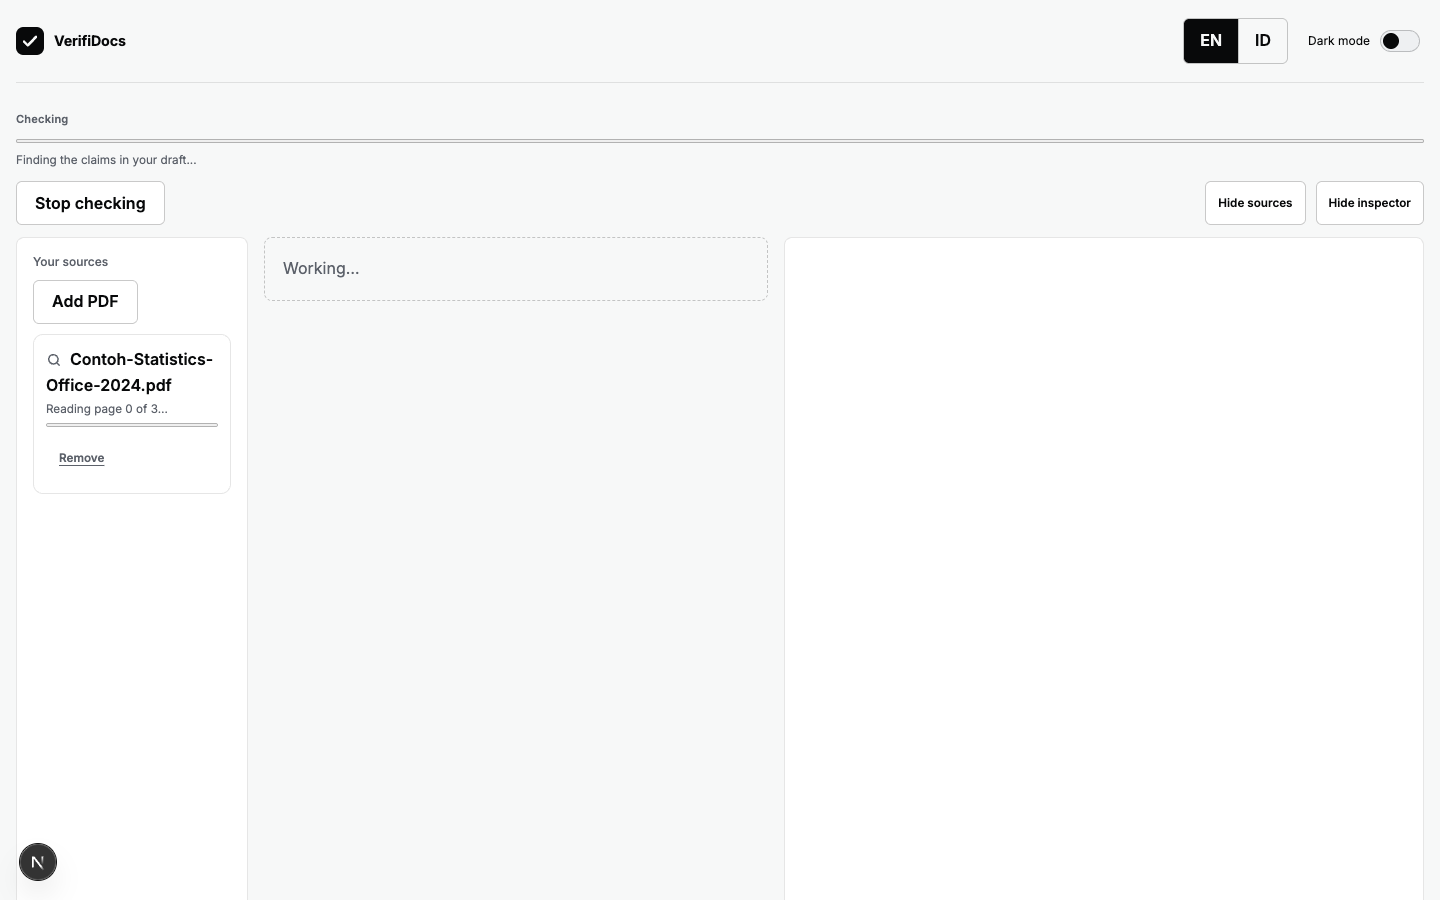 VerifiDocs
EN
ID
Dark mode
Checking
Finding the claims in your draft...
Stop checking
Hide sources
Hide inspector
Your sources
Add PDF
Contoh-Statistics-
Office-2024.pdf
Reading page 0 of 3...
Remove
Working...
N